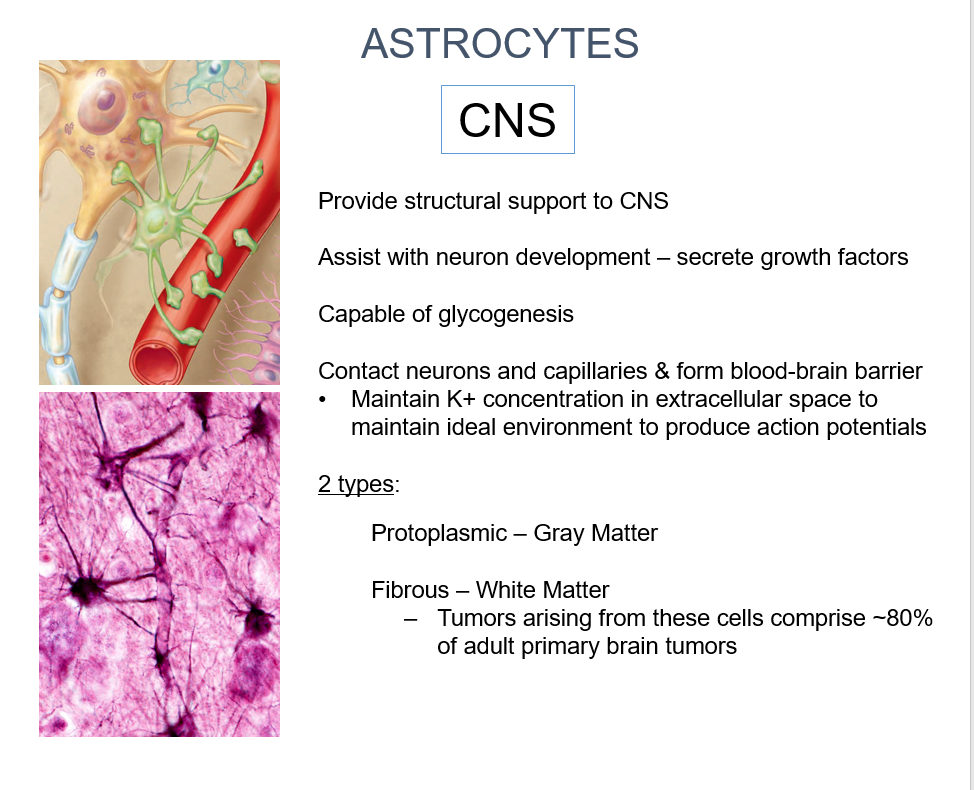 ASTROCYTES
CNS
Provide structural support to CNS
Assist with neuron development – secrete growth factors
Capable of glycogenesis
Contact neurons and capillaries & form blood-brain barrier
• Maintain K+ concentration in extracellular space to
maintain ideal environment to produce action potentials
2 types:
Protoplasmic – Gray Matter
Fibrous – White Matter
– Tumors arising from these cells comprise ~80%
of adult primary brain tumors